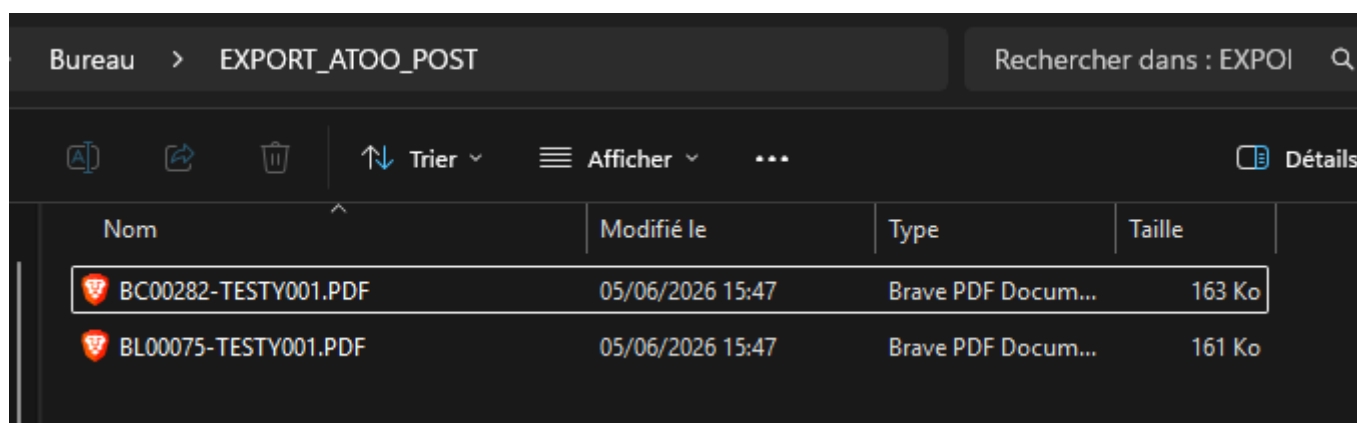 Bureau > EXPORT_ATOO_POST
Rechercher dans : EXPOI
Trier
Afficher
Détails
Nom Modifié le Type Taille
BC00282-TESTY001.PDF 05/06/2026 15:47 Brave PDF Docum... 163 Ko
BL00075-TESTY001.PDF 05/06/2026 15:47 Brave PDF Docum... 161 Ko